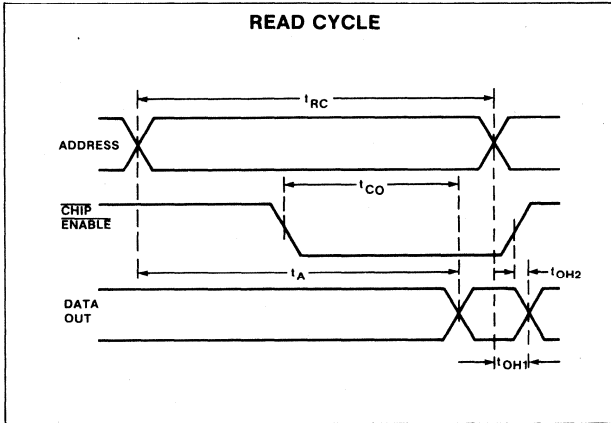 READ CYCLE
tRC
ADDRESS
tCO
CHIP
ENABLE
tA
tOH2
DATA
OUT
tOH1